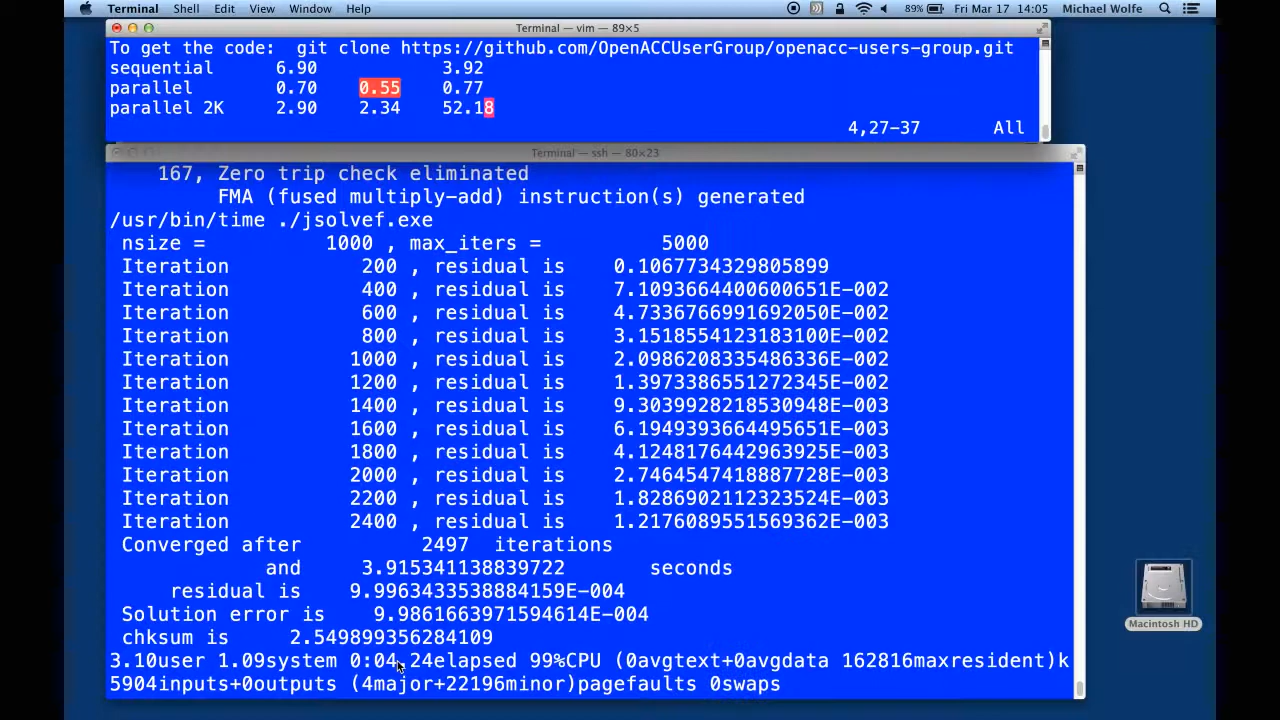 Terminal Shell Edit View Window Help 89% Fri Mar 17 14:05 Michael Wolfe
Terminal — vim — 89×5
To get the code: git clone https://github.com/OpenACCUserGroup/openacc-users-group.git
sequential 6.90 3.92
parallel 0.70 0.55 0.77
parallel 2K 2.90 2.34 52.18
4,27-37 All
Terminal — ssh — 80×23
167, Zero trip check eliminated
FMA (fused multiply-add) instruction(s) generated
/usr/bin/time ./jsolvef.exe
nsize = 1000 , max_iters = 5000
Iteration 200 , residual is 0.1067734329805899
Iteration 400 , residual is 7.1093664400600651E-002
Iteration 600 , residual is 4.7336766991692050E-002
Iteration 800 , residual is 3.1518554123183100E-002
Iteration 1000 , residual is 2.0986208335486336E-002
Iteration 1200 , residual is 1.3973386551272345E-002
Iteration 1400 , residual is 9.3039928218530948E-003
Iteration 1600 , residual is 6.1949393664495651E-003
Iteration 1800 , residual is 4.1248176442963925E-003
Iteration 2000 , residual is 2.7464547418887728E-003
Iteration 2200 , residual is 1.8286902112323524E-003
Iteration 2400 , residual is 1.2176089551569362E-003
Converged after 2497 iterations
and 3.915341138839722 seconds
residual is 9.9963433538884159E-004
Solution error is 9.9861663971594614E-004
chksum is 2.549899356284109
3.10user 1.09system 0:04.24elapsed 99%CPU (0avgtext+0avgdata 162816maxresident)k
5904inputs+0outputs (4major+22196minor)pagefaults 0swaps
Macintosh HD